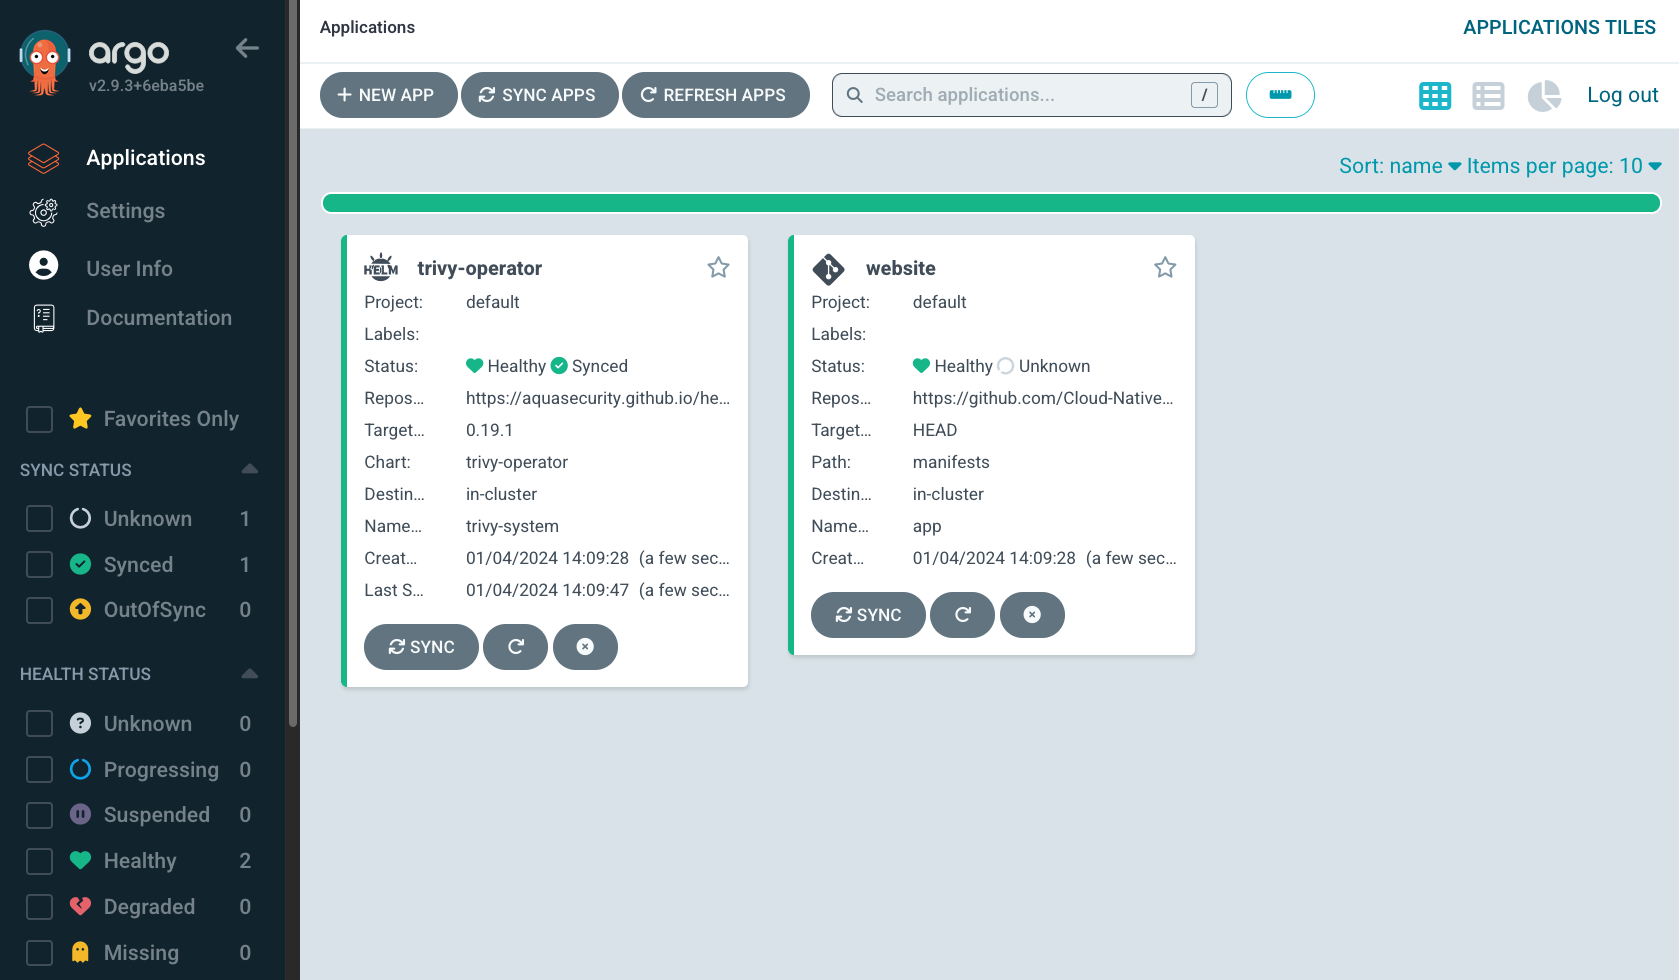 argo
v2.9.3+6eba5be
Applications
Settings
User Info
Documentation
Favorites Only
SYNC STATUS
Unknown 1
Synced 1
OutOfSync 0
HEALTH STATUS
Unknown 0
Progressing 0
Suspended 0
Healthy 2
Degraded 0
Missing 0
Applications
APPLICATIONS TILES
NEW APP SYNC APPS REFRESH APPS Search applications... / Log out
Sort: name Items per page: 10
HELM trivy-operator
Project: default
Labels:
Status: Healthy Synced
Repos... https://aquasecurity.github.io/he...
Target... 0.19.1
Chart: trivy-operator
Destin... in-cluster
Name... trivy-system
Creat... 01/04/2024 14:09:28 (a few sec...
Last S... 01/04/2024 14:09:47 (a few sec...
SYNC
website
Project: default
Labels:
Status: Healthy Unknown
Repos... https://github.com/Cloud-Native...
Target... HEAD
Path: manifests
Destin... in-cluster
Name... app
Creat... 01/04/2024 14:09:28 (a few sec...
SYNC